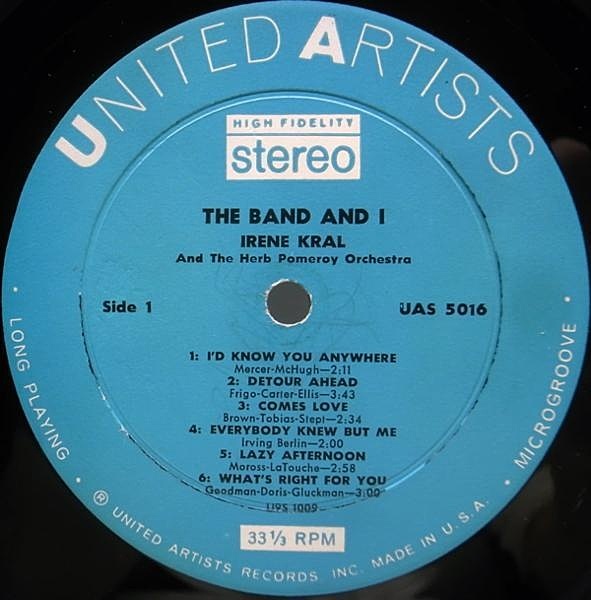 UNITED ARTISTS
HIGH FIDELITY
stereo
THE BAND AND I
IRENE KRAL
And The Herb Pomeroy Orchestra
Side 1
UAS 5016
1: I'D KNOW YOU ANYWHERE
Mercer-McHugh—2:11
2: DETOUR AHEAD
Frigo-Carter-Ellis—3:43
3: COMES LOVE
Brown-Tobias-Stept—2:34
4: EVERYBODY KNEW BUT ME
Irving Berlin—2:00
5: LAZY AFTERNOON
Moross-LaTouche—2:58
6: WHAT'S RIGHT FOR YOU
Goodman-Doris-Gluckman—3:00
UPS 1009
33 1/3 RPM
• LONG PLAYING •
® UNITED ARTISTS RECORDS, INC. MADE IN U.S.A.
• MICROGROOVE •